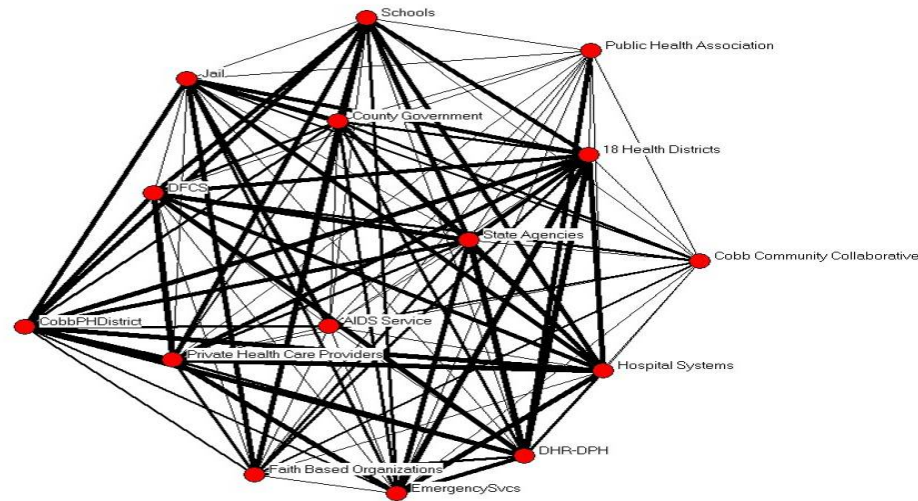 Schools
Public Health Association
Jail
County Government
18 Health Districts
DFCS
State Agencies
Cobb Community Collaborative
CobbPHDistrict
AIDS Service
Private Health Care Providers
Hospital Systems
DHR-DPH
Faith Based Organizations
EmergencySvcs